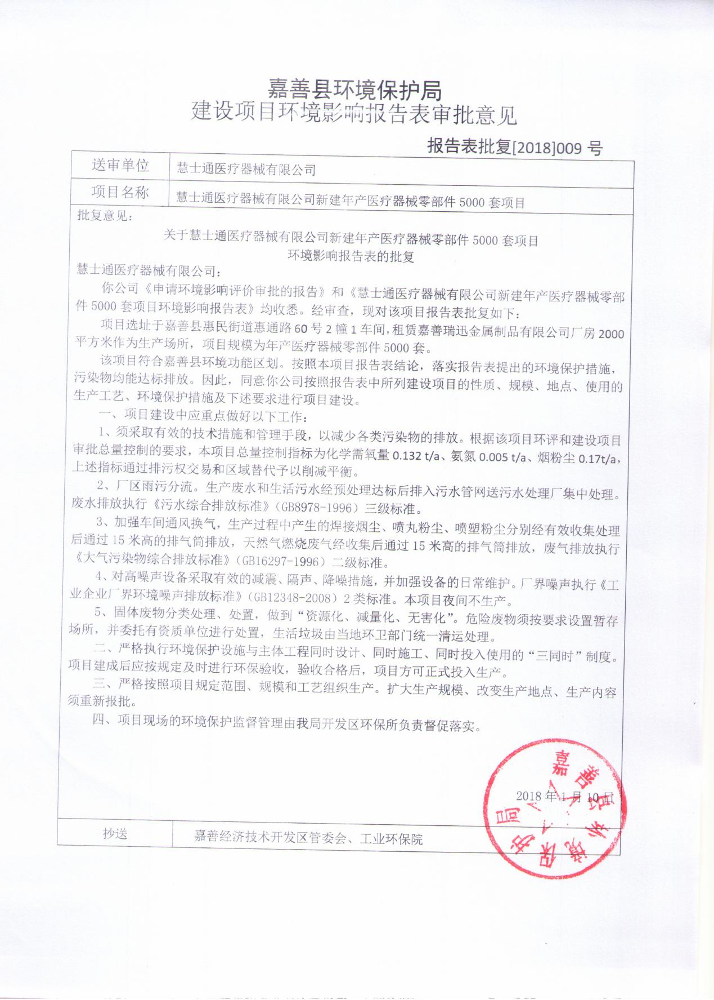 嘉善县环境保护局
建设项目环境影响报告表审批意见
报告表批复[2018]009 号
送审单位 慧士通医疗器械有限公司
项目名称 慧士通医疗器械有限公司新建年产医疗器械零部件 5000 套项目
批复意见：
关于慧士通医疗器械有限公司新建年产医疗器械零部件 5000 套项目
环境影响报告表的批复
慧士通医疗器械有限公司：
你公司《申请环境影响评价审批的报告》和《慧士通医疗器械有限公司新建年产医疗器械零部
件 5000 套项目环境影响报告表》均收悉。经审查，现对该项目报告表批复如下：
项目选址于嘉善县惠民街道惠通路 60 号 2 幢 1 车间，租赁嘉善瑞迅金属制品有限公司厂房 2000
平方米作为生产场所，项目规模为年产医疗器械零部件 5000 套。
该项目符合嘉善县环境功能区划。按照本项目报告表结论，落实报告表提出的环境保护措施，
污染物均能达标排放。因此，同意你公司按照报告表中所列建设项目的性质、规模、地点、使用的
生产工艺、环境保护措施及下述要求进行项目建设。
一、项目建设中应重点做好以下工作：
1、须采取有效的技术措施和管理手段，以减少各类污染物的排放。根据该项目环评和建设项目
审批总量控制的要求，本项目总量控制指标为化学需氧量 0.132 t/a、氨氮 0.005 t/a、烟粉尘 0.17t/a，
上述指标通过排污权交易和区域替代予以削减平衡。
2、厂区雨污分流。生产废水和生活污水经预处理达标后排入污水管网送污水处理厂集中处理。
废水排放执行《污水综合排放标准》（GB8978-1996）三级标准。
3、加强车间通风换气，生产过程中产生的焊接烟尘、喷丸粉尘、喷塑粉尘分别经有效收集处理
后通过 15 米高的排气筒排放，天然气燃烧废气经收集后通过 15 米高的排气筒排放，废气排放执行
《大气污染物综合排放标准》（GB16297-1996）二级标准。
4、对高噪声设备采取有效的减震、隔声、降噪措施，并加强设备的日常维护。厂界噪声执行《工
业企业厂界环境噪声排放标准》（GB12348-2008）2 类标准。本项目夜间不生产。
5、固体废物分类处理、处置，做到“资源化、减量化、无害化”。危险废物须按要求设置暂存
场所，并委托有资质单位进行处置，生活垃圾由当地环卫部门统一清运处理。
二、严格执行环境保护设施与主体工程同时设计、同时施工、同时投入使用的“三同时”制度。
项目建成后应按规定及时进行环保验收，验收合格后，项目方可正式投入生产。
三、严格按照项目规定范围、规模和工艺组织生产。扩大生产规模、改变生产地点、生产内容
须重新报批。
四、项目现场的环境保护监督管理由我局开发区环保所负责督促落实。
嘉善县环境保护局
2018 年 1 月 10 日
抄送 嘉善经济技术开发区管委会、工业环保院